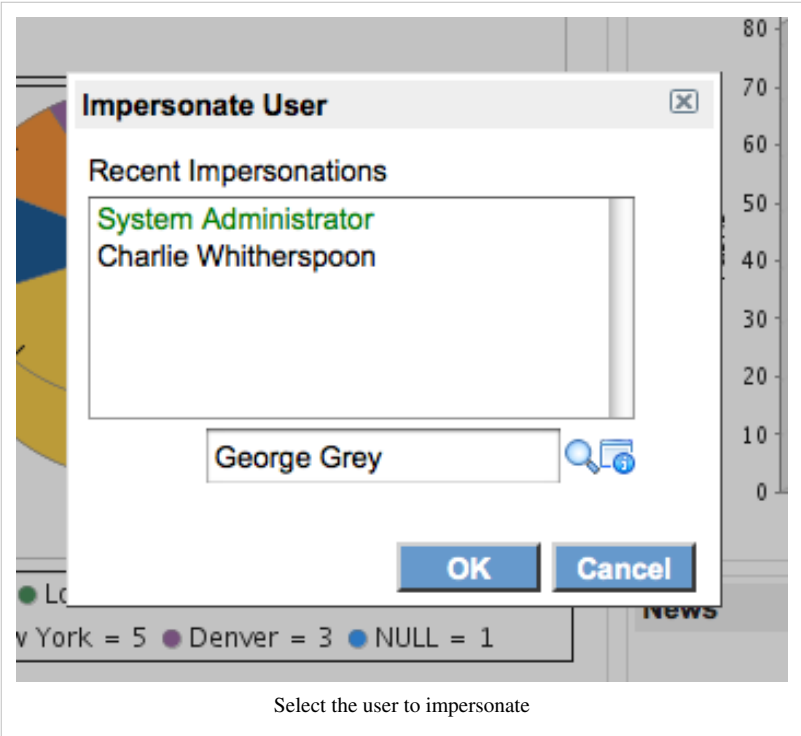 80
70
Impersonate User
60
Recent Impersonations
50
System Administrator
Charlie Whitherspoon
40
30
20
10
George Grey
0
OK Cancel
News
York = 5 Denver = 3 NULL = 1
Select the user to impersonate